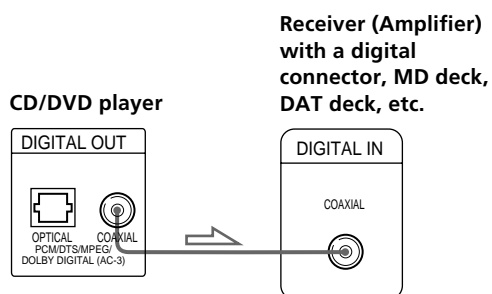 Receiver (Amplifier)
with a digital
connector, MD deck,
DAT deck, etc.
CD/DVD player
DIGITAL OUT
OPTICAL COAXIAL
PCM/DTS/MPEG/
DOLBY DIGITAL (AC-3)
DIGITAL IN
COAXIAL